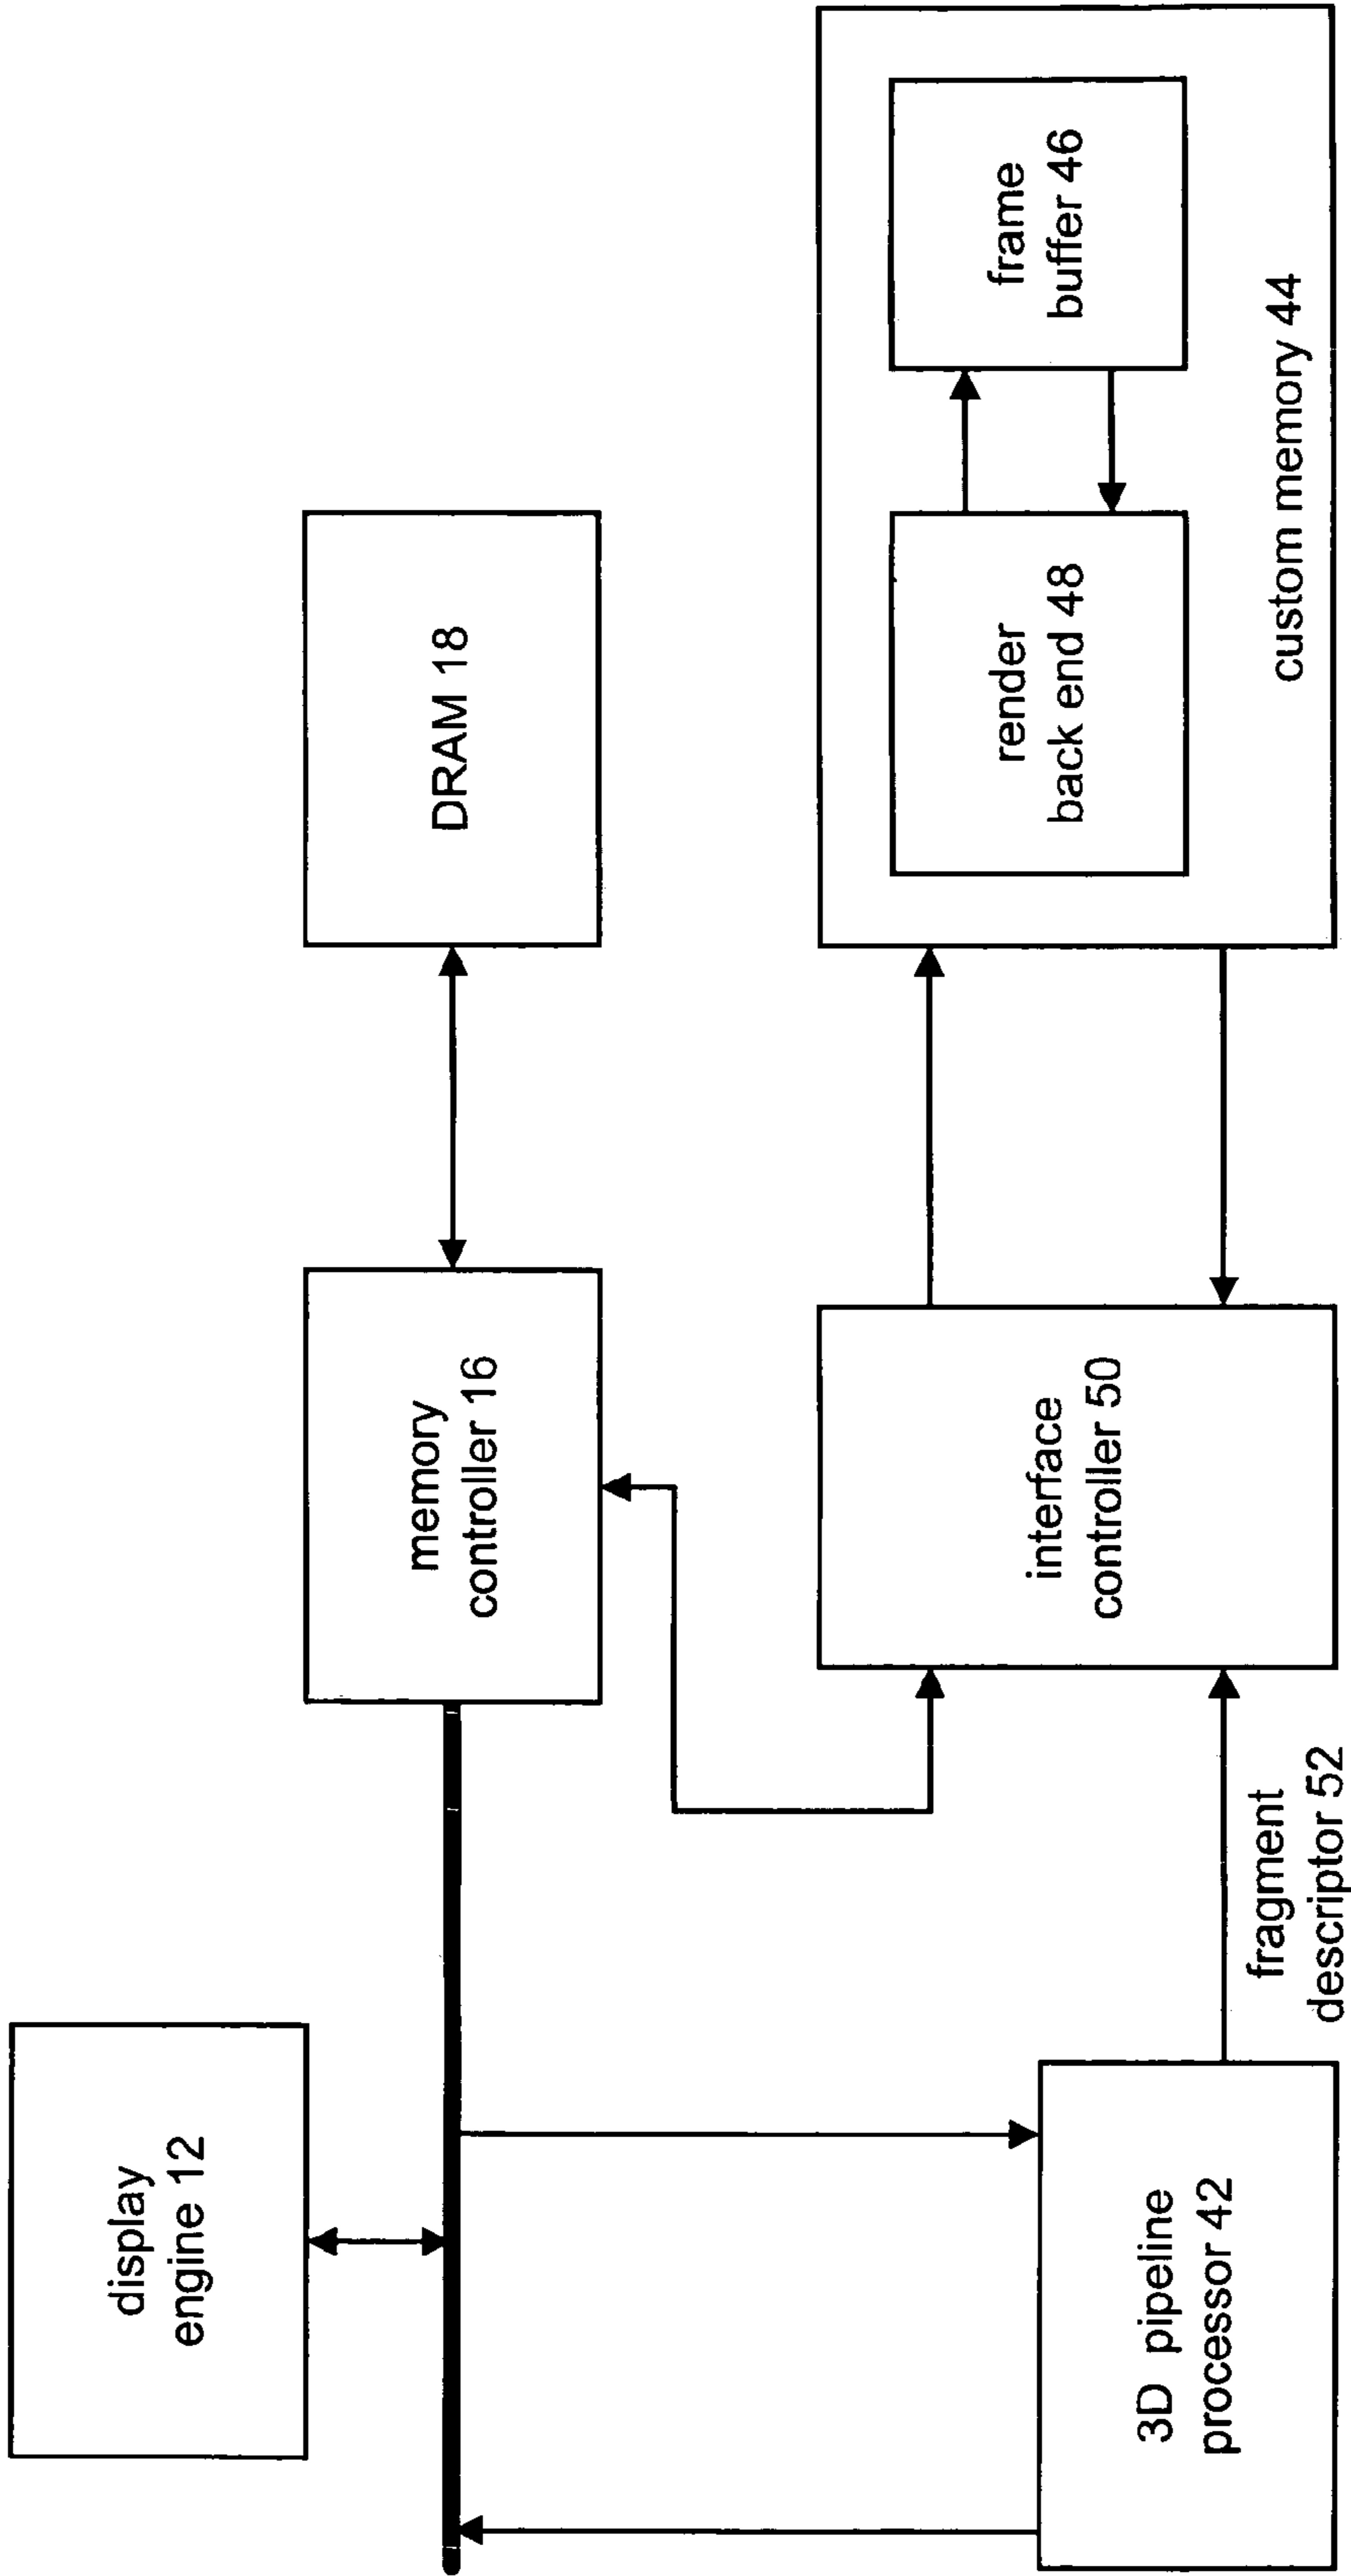 display
engine 12
memory
controller 16
DRAM 18
3D pipeline
processor 42
fragment
descriptor 52
interface
controller 50
render
back end 48
frame
buffer 46
custom memory 44